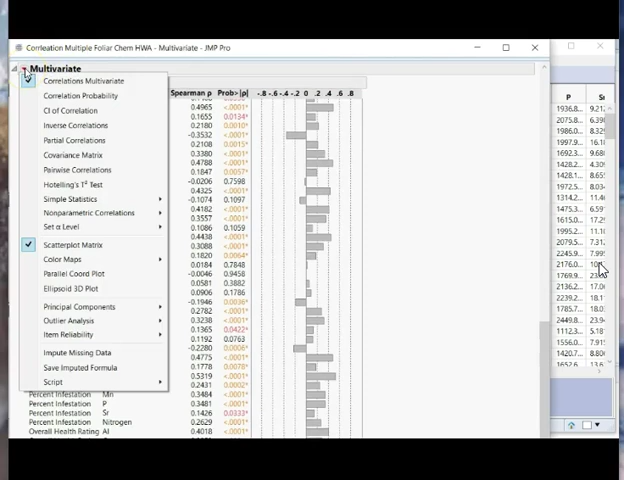 Correleation Multiple Foliar Chem HWA - Multivariate - JMP Pro
Multivariate
Correlations Multivariate
Correlation Probability
CI of Correlation
Inverse Correlations
Partial Correlations
Covariance Matrix
Pairwise Correlations
Hotelling's T² Test
Simple Statistics
Nonparametric Correlations
Set α Level
Scatterplot Matrix
Color Maps
Parallel Coord Plot
Ellipsoid 3D Plot
Principal Components
Outlier Analysis
Item Reliability
Impute Missing Data
Save Imputed Formula
Script
Spearman ρ Prob>|ρ| -.8 -.6 -.4 -.2 0 .2 .4 .6 .8
0.4965 <.0001*
0.1655 0.0134*
0.2180 0.0010*
-0.3532 <.0001*
0.2108 0.0015*
0.3380 <.0001*
0.4788 <.0001*
0.1847 0.0057*
-0.0206 0.7598
0.4325 <.0001*
-0.1074 0.1097
0.4182 <.0001*
0.3557 <.0001*
0.1086 0.1059
0.4438 <.0001*
0.3088 <.0001*
0.1820 0.0064*
0.0184 0.7848
-0.0046 0.9458
0.0581 0.3882
0.0906 0.1786
-0.1946 0.0036*
0.2782 <.0001*
0.3238 <.0001*
0.1365 0.0422*
0.1192 0.0763
-0.2280 0.0006*
0.4775 <.0001*
0.1778 0.0078*
0.5319 <.0001*
0.2431 0.0002*
Percent Infestation Mn 0.3484 <.0001*
Percent Infestation P 0.3481 <.0001*
Percent Infestation Sr 0.1426 0.0333*
Percent Infestation Nitrogen 0.2629 <.0001*
Overall Health Rating Al 0.4018 <.0001*
P
1936.8...
2075.8...
1986.0...
1997.9...
1692.3...
1428.2...
1428.1...
1972.5...
1314.2...
1475.3...
1615.0...
1995.2...
2079.5...
2245.9...
2176.0...
1769.9...
2136.2...
2239.2...
1785.7...
2449.8...
1112.3...
1556.0...
1420.7...
1652.6